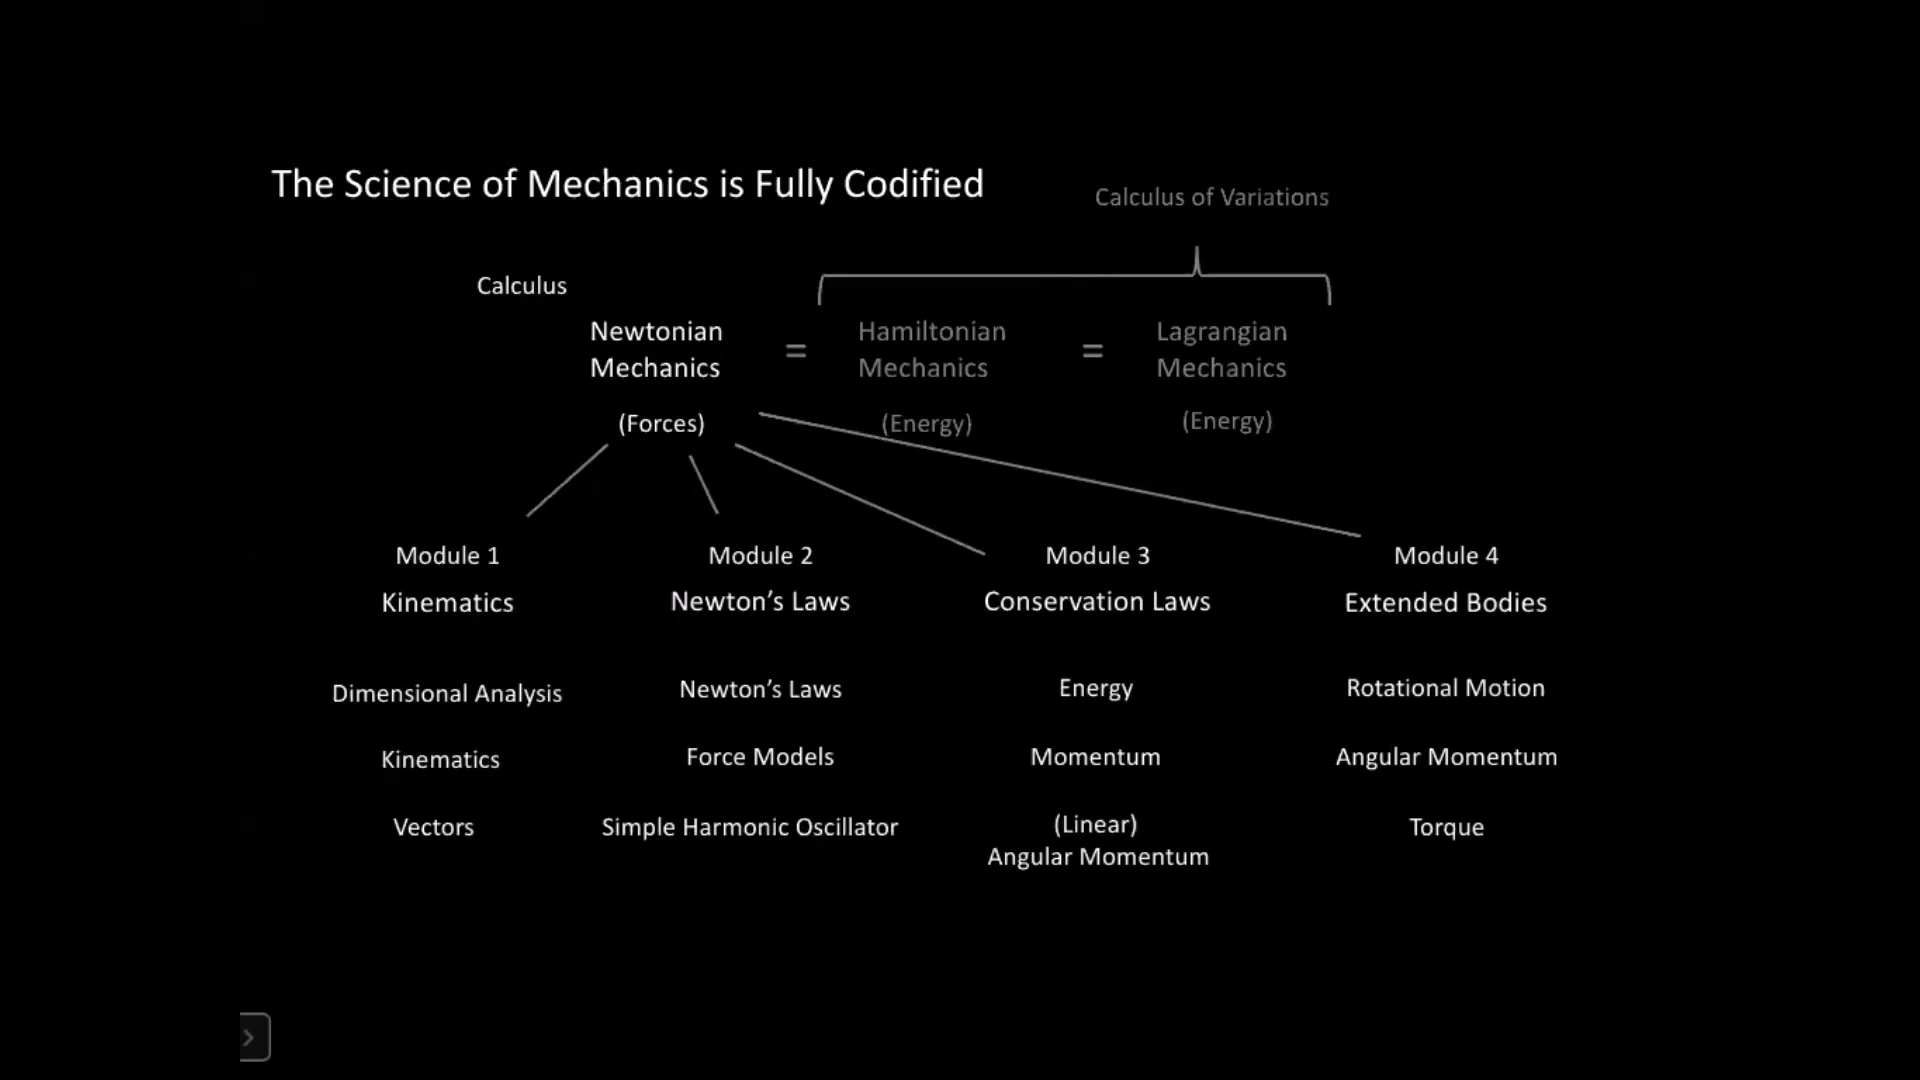 The Science of Mechanics is Fully Codified
Calculus of Variations
Calculus
Newtonian
Mechanics
(Forces)
=
Hamiltonian
Mechanics
(Energy)
=
Lagrangian
Mechanics
(Energy)
Module 1
Kinematics
Dimensional Analysis
Kinematics
Vectors
Module 2
Newton’s Laws
Newton’s Laws
Force Models
Simple Harmonic Oscillator
Module 3
Conservation Laws
Energy
Momentum
(Linear)
Angular Momentum
Module 4
Extended Bodies
Rotational Motion
Angular Momentum
Torque